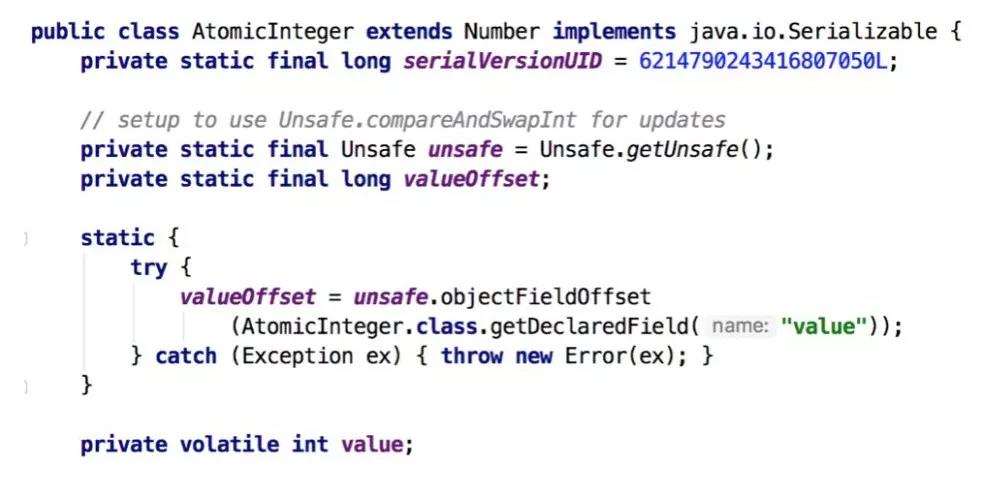 public class AtomicInteger extends Number implements java.io.Serializable {
private static final long serialVersionUID = 6214790243416807050L;
// setup to use Unsafe.compareAndSwapInt for updates
private static final Unsafe unsafe = Unsafe.getUnsafe();
private static final long valueOffset;
static {
try {
valueOffset = unsafe.objectFieldOffset
(AtomicInteger.class.getDeclaredField( name: "value"));
} catch (Exception ex) { throw new Error(ex); }
}
private volatile int value;